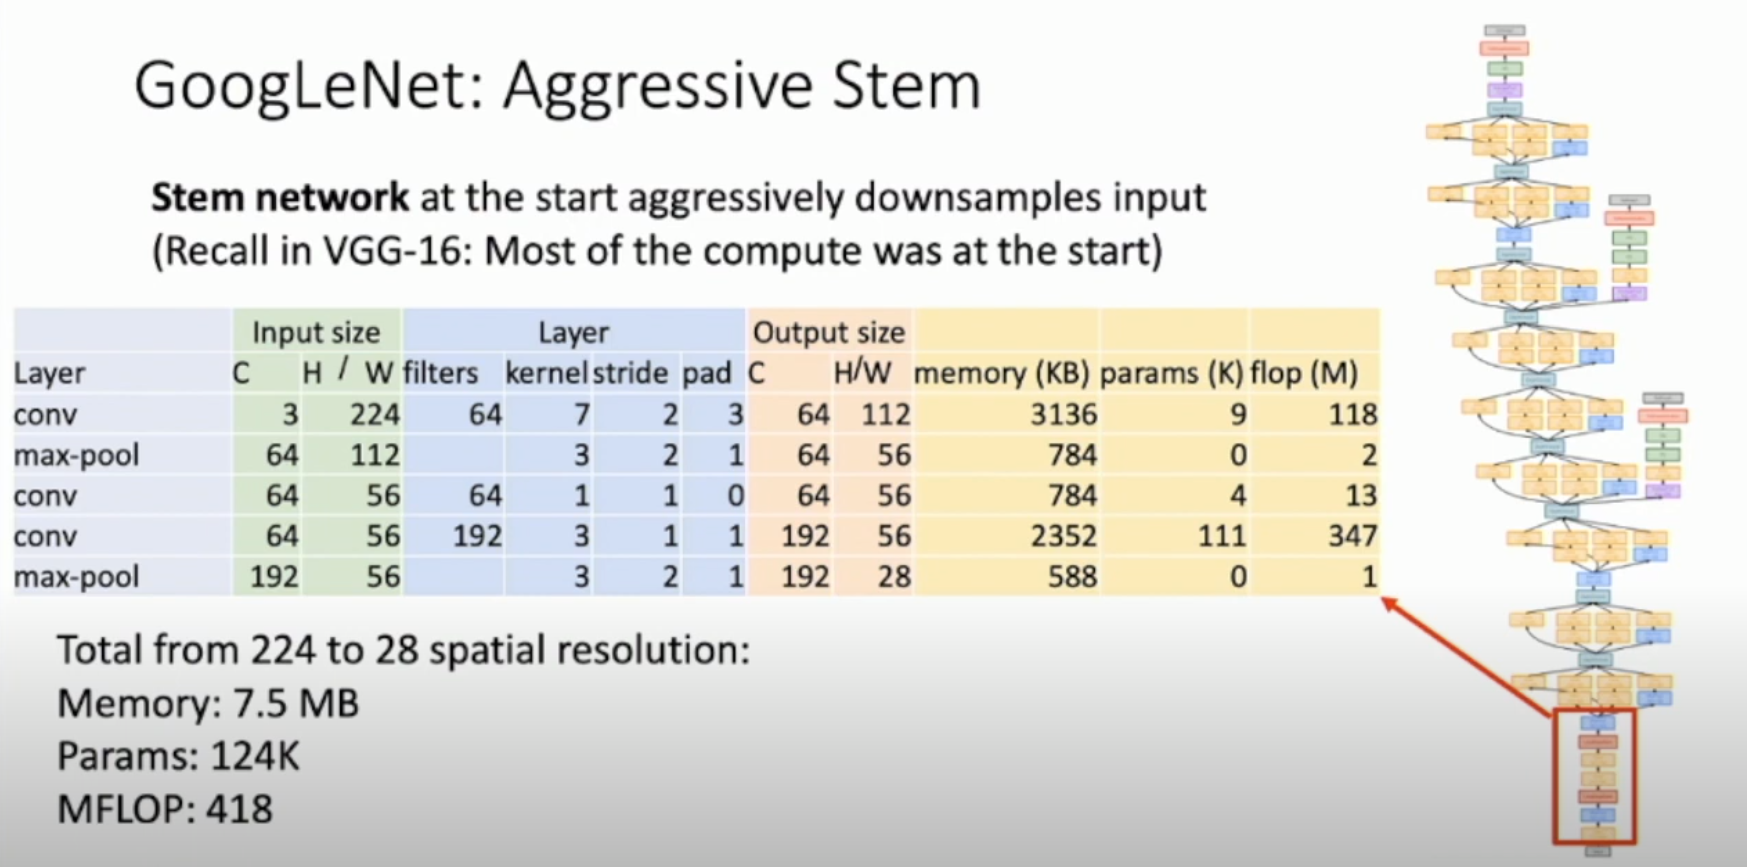 GoogLeNet: Aggressive Stem
Stem network at the start aggressively downsamples input
(Recall in VGG-16: Most of the compute was at the start)
Input size Layer Output size
Layer C H / W filters kernel stride pad C H/W memory (KB) params (K) flop (M)
conv 3 224 64 7 2 3 64 112 3136 9 118
max-pool 64 112 3 2 1 64 56 784 0 2
conv 64 56 64 1 1 0 64 56 784 4 13
conv 64 56 192 3 1 1 192 56 2352 111 347
max-pool 192 56 3 2 1 192 28 588 0 1
Total from 224 to 28 spatial resolution:
Memory: 7.5 MB
Params: 124K
MFLOP: 418